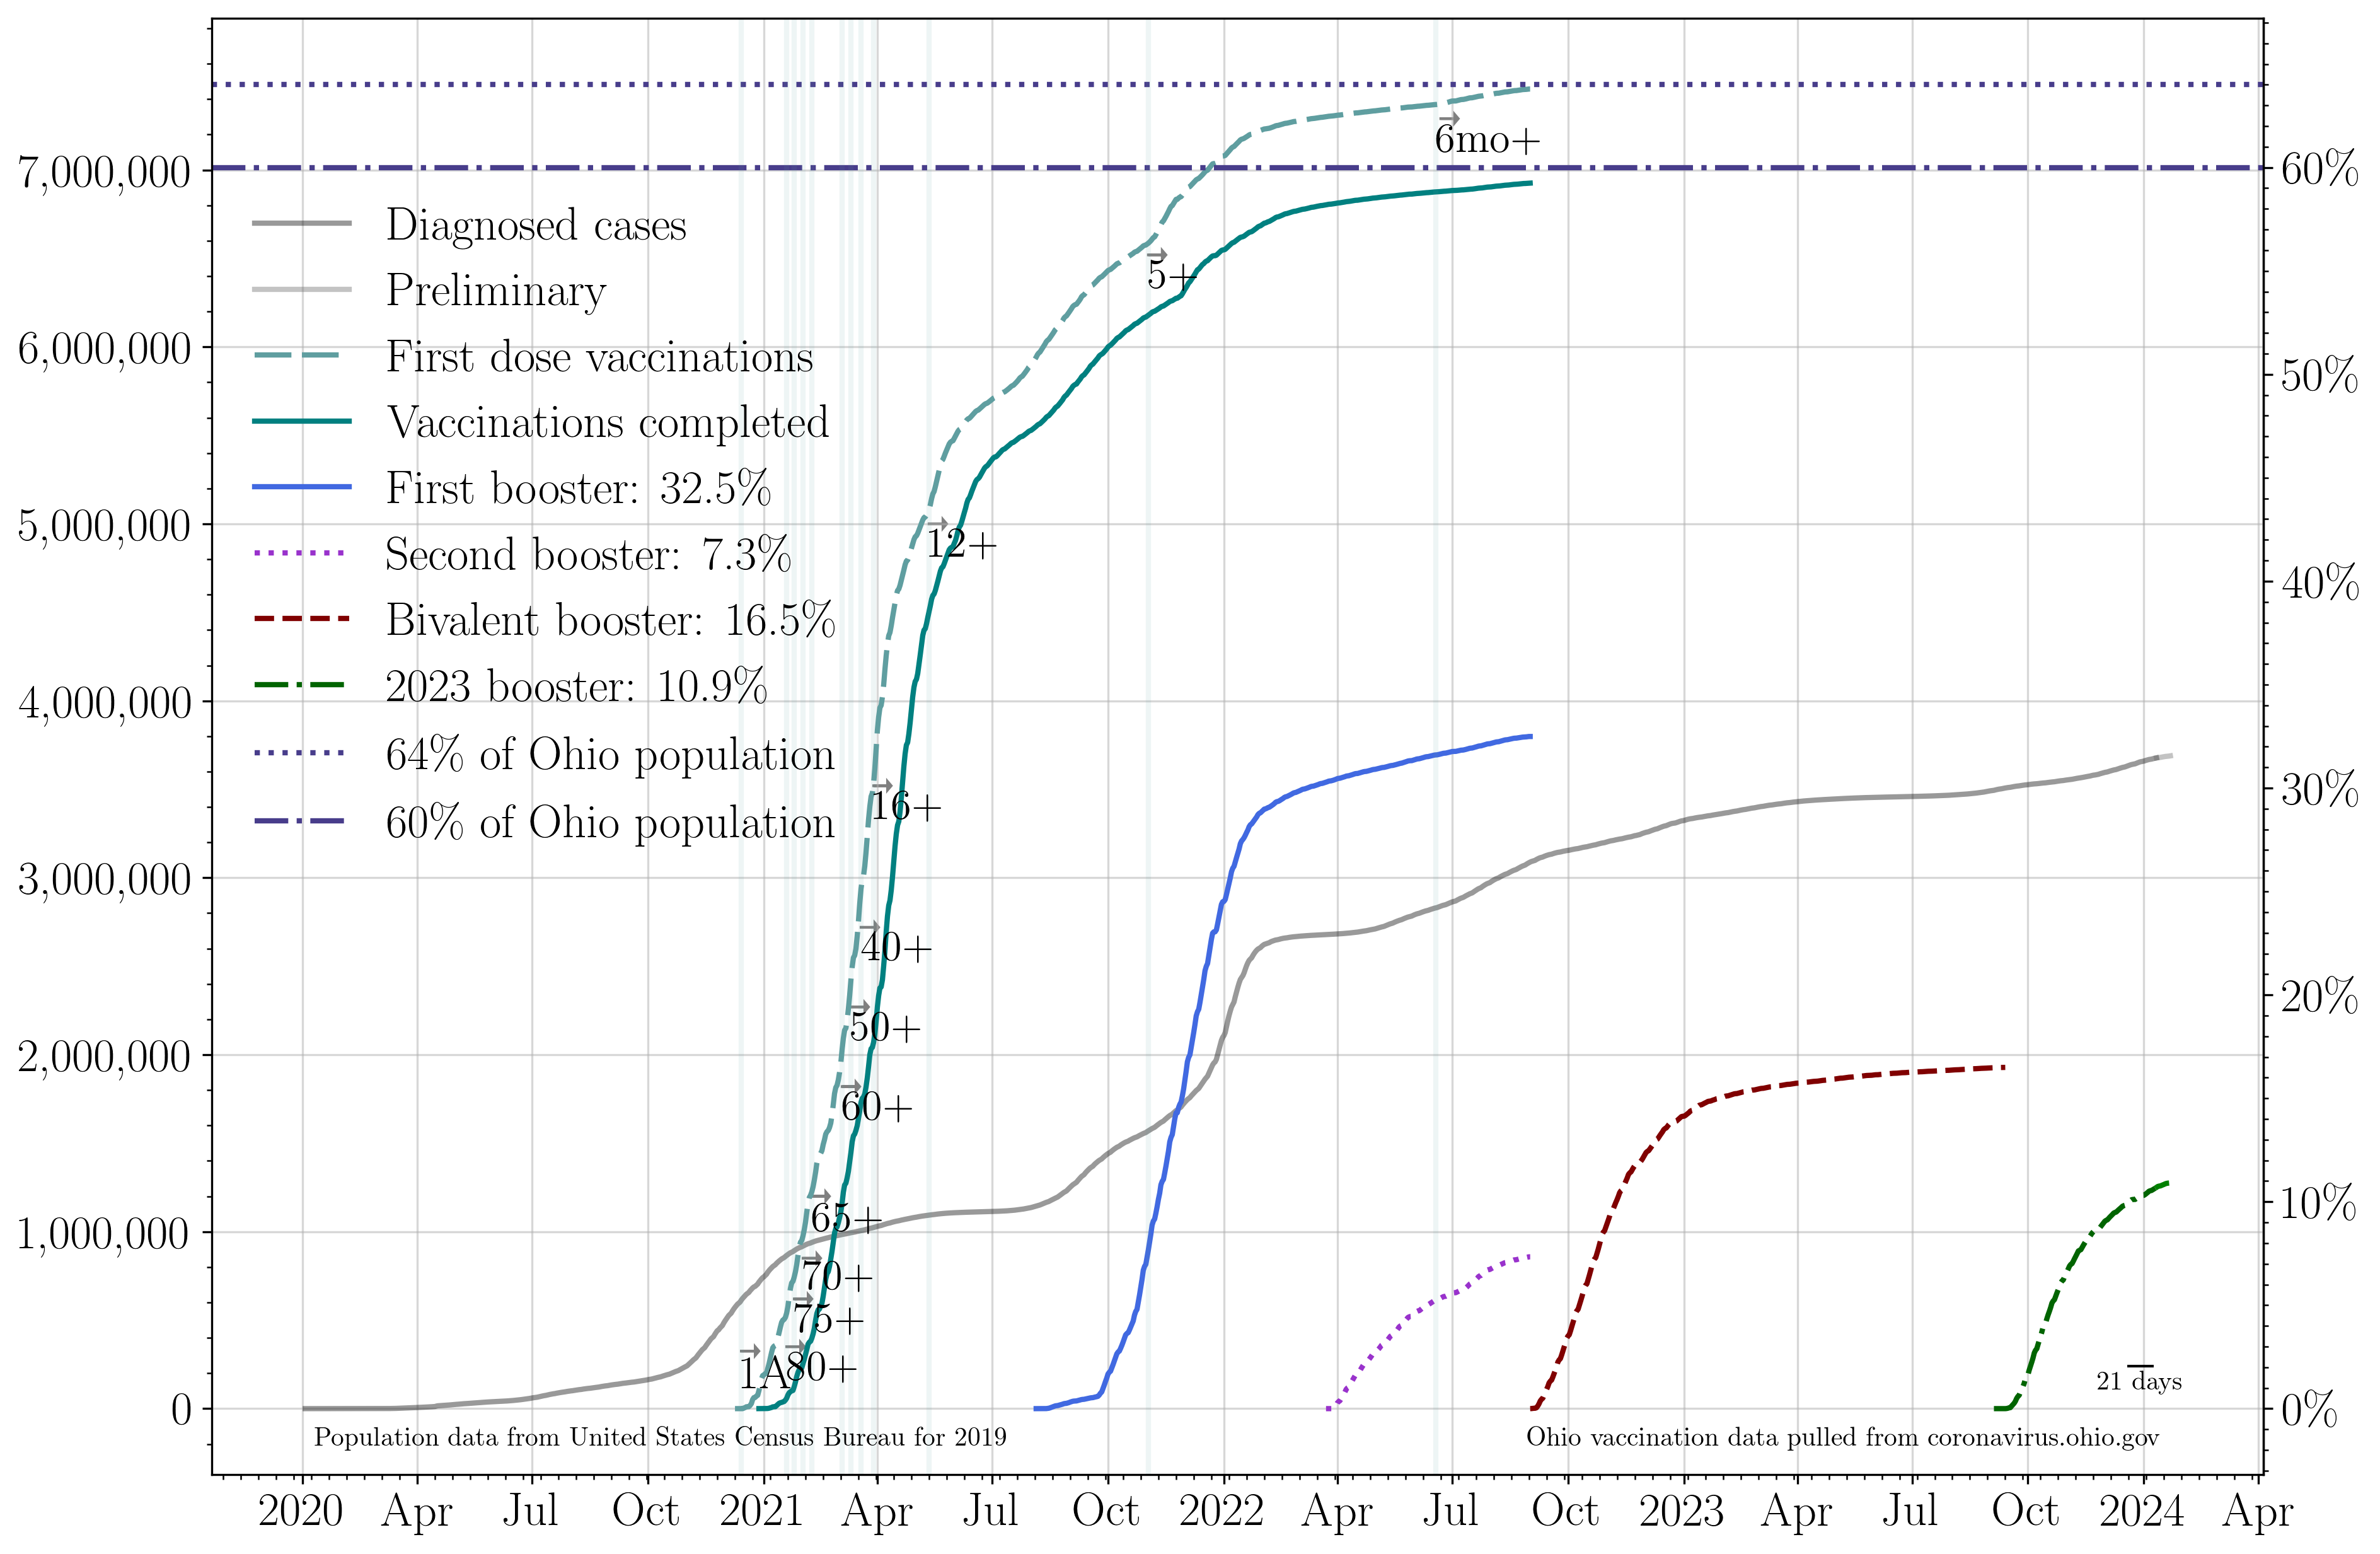 7,000,000
6,000,000
5,000,000
4,000,000
3,000,000
2,000,000
1,000,000
0
Diagnosed cases
Preliminary
First dose vaccinations
Vaccinations completed
First booster: 32.5%
Second booster: 7.3%
Bivalent booster: 16.5%
2023 booster: 10.9%
64% of Ohio population
60% of Ohio population
6mo+
5+
12+
16+
40+
50+
60+
65+
70+
75+
80+
1A
21 days
60%
50%
40%
30%
20%
10%
0%
Population data from United States Census Bureau for 2019
Ohio vaccination data pulled from coronavirus.ohio.gov
2020 Apr Jul Oct 2021 Apr Jul Oct 2022 Apr Jul Oct 2023 Apr Jul Oct 2024 Apr